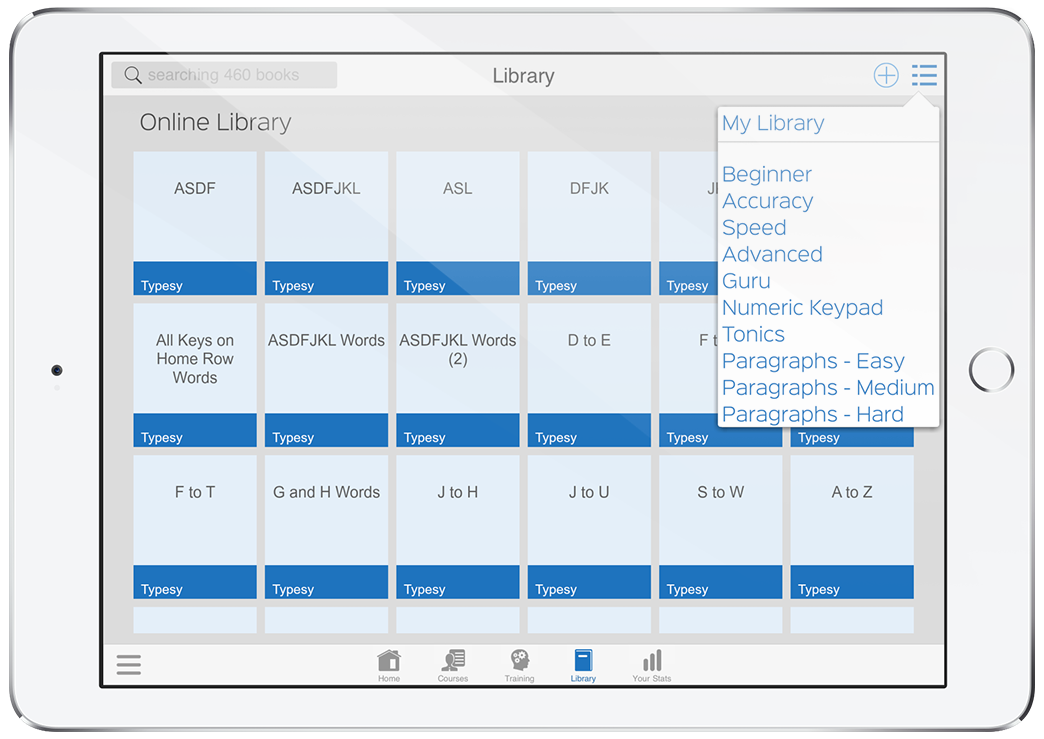 searching 460 books
Library
Online Library
My Library
Beginner
Accuracy
Speed
Advanced
Guru
Numeric Keypad
Tonics
Paragraphs - Easy
Paragraphs - Medium
Paragraphs - Hard
ASDF
ASDFJKL
ASL
DFJK
Typesy
Typesy
Typesy
Typesy
Typesy
All Keys on
Home Row
Words
ASDFJKL Words
ASDFJKL Words
(2)
D to E
Typesy
Typesy
Typesy
Typesy
Typesy
Typesy
F to T
G and H Words
J to H
J to U
S to W
A to Z
Typesy
Typesy
Typesy
Typesy
Typesy
Typesy
Home
Courses
Training
Library
Your Stats